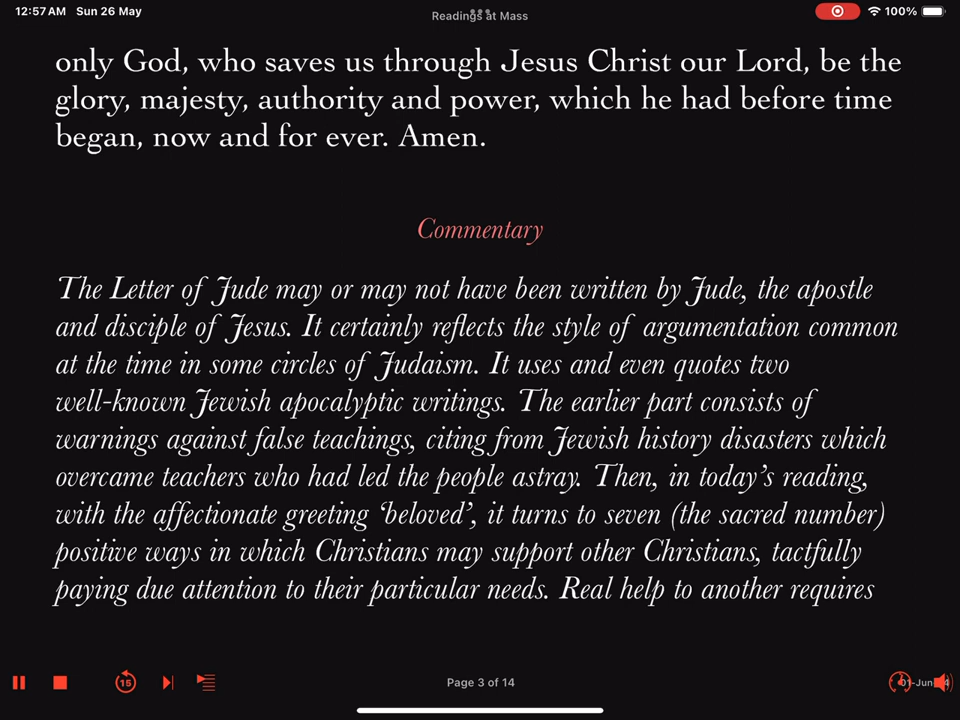 12:57 AM Sun 26 May
Readings at Mass
100%
only God, who saves us through Jesus Christ our Lord, be the
glory, majesty, authority and power, which he had before time
began, now and for ever. Amen.
Commentary
The Letter of Jude may or may not have been written by Jude, the apostle
and disciple of Jesus. It certainly reflects the style of argumentation common
at the time in some circles of Judaism. It uses and even quotes two
well-known Jewish apocalyptic writings. The earlier part consists of
warnings against false teachings, citing from Jewish history disasters which
overcame teachers who had led the people astray. Then, in today's reading,
with the affectionate greeting ‘beloved’, it turns to seven (the sacred number)
positive ways in which Christians may support other Christians, tactfully
paying due attention to their particular needs. Real help to another requires
15
Page 3 of 14